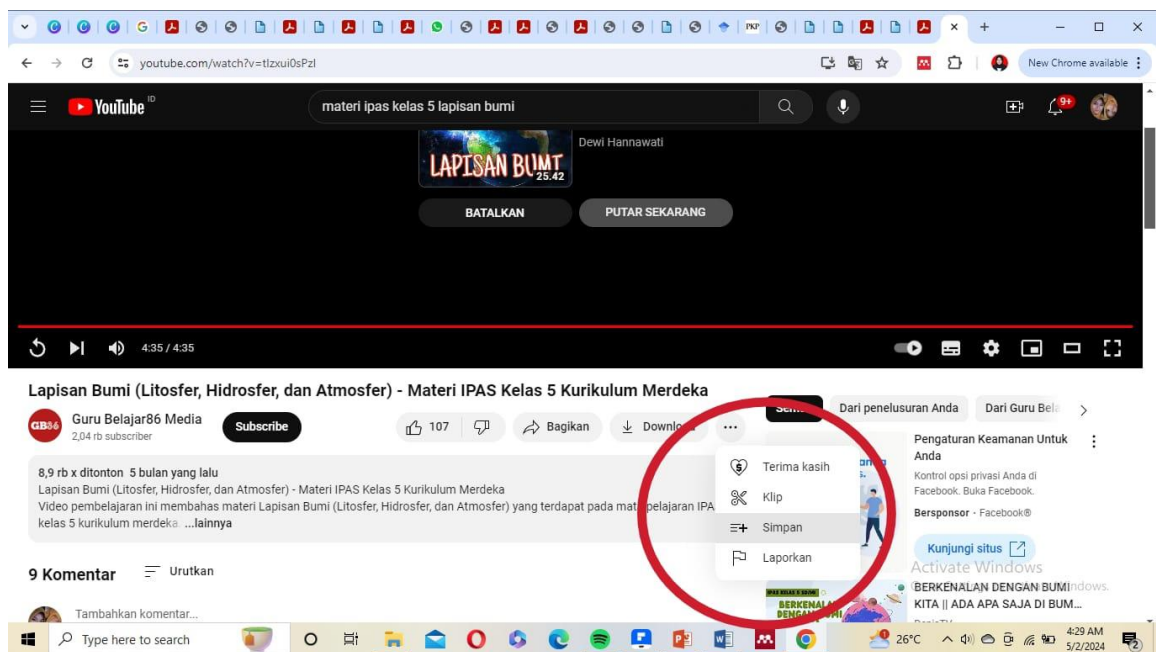 youtube.com/watch?v=tIzxui0sPzI
New Chrome available
YouTube ID
materi ipas kelas 5 lapisan bumi
9+
Dewi Hannawati
LAPISAN BUMI
25.42
BATALKAN
PUTAR SEKARANG
4:35 / 4:35
Lapisan Bumi (Litosfer, Hidrosfer, dan Atmosfer) - Materi IPAS Kelas 5 Kurikulum Merdeka
GB86
Guru Belajar86 Media
2,04 rb subscriber
Subscribe
107
Bagikan
Download
Dari penelusuran Anda
Dari Guru Bela
8,9 rb x ditonton 5 bulan yang lalu
Lapisan Bumi (Litosfer, Hidrosfer, dan Atmosfer) - Materi IPAS Kelas 5 Kurikulum Merdeka
Video pembelajaran ini membahas materi Lapisan Bumi (Litosfer, Hidrosfer, dan Atmosfer) yang terdapat pada mata pelajaran IPA
kelas 5 kurikulum merdeka. ...lainnya
Terima kasih
Klip
Simpan
Laporkan
Pengaturan Keamanan Untuk
Anda
Kontrol opsi privasi Anda di
Facebook. Buka Facebook.
Bersponsor - Facebook®
Kunjungi situs
Activate Windows
9 Komentar
Urutkan
Tambahkan komentar...
BERKENALAN DENGAN BUMI
KITA || ADA APA SAJA DI BUM...
Type here to search
26°C
4:29 AM
5/2/2024
2